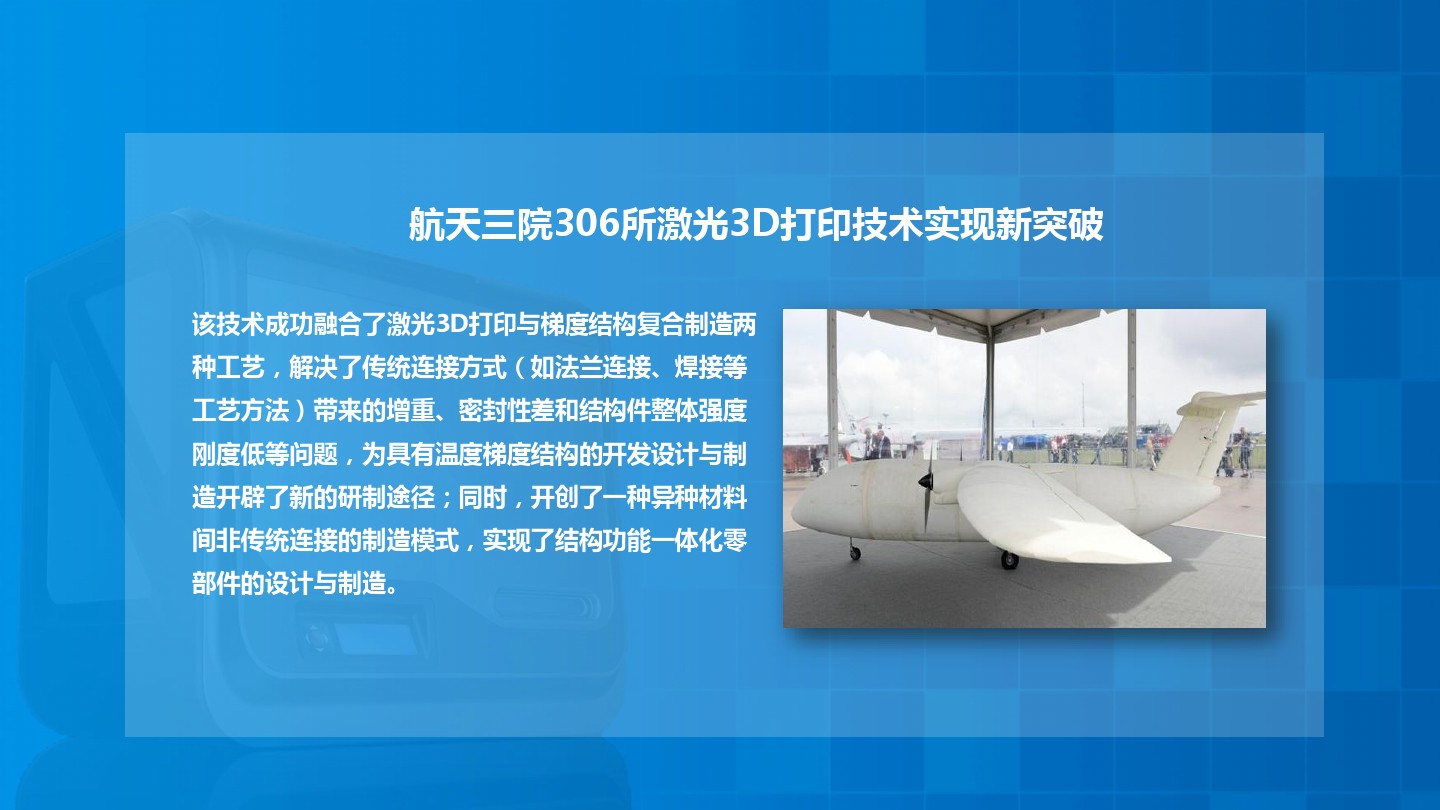 航天三院306所激光3D打印技术实现新突破
该技术成功融合了激光3D打印与梯度结构复合制造两
种工艺，解决了传统连接方式（如法兰连接、焊接等
工艺方法）带来的增重、密封性差和结构件整体强度
刚度低等问题，为具有温度梯度结构的开发设计与制
造开辟了新的研制途径；同时，开创了一种异种材料
间非传统连接的制造模式，实现了结构功能一体化零
部件的设计与制造。